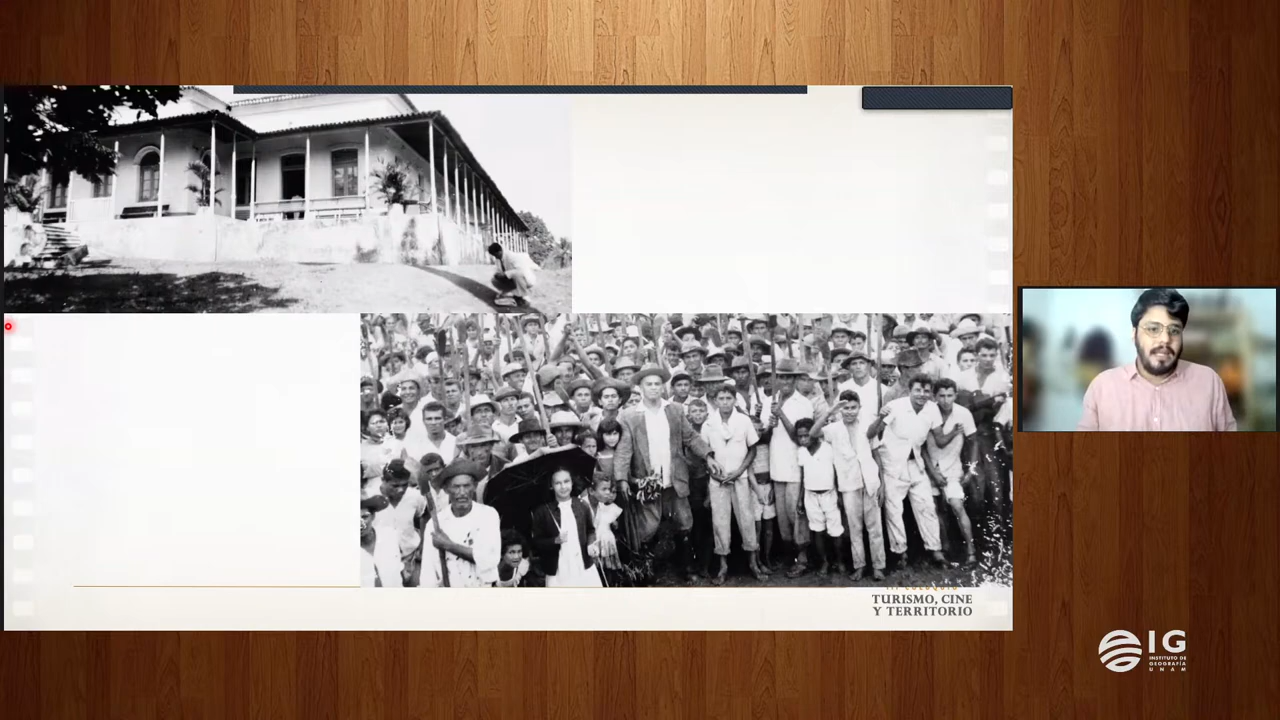 TURISMO, CINE
Y TERRITORIO
IG
INSTITUTO DE
GEOGRAFÍA
UNAM